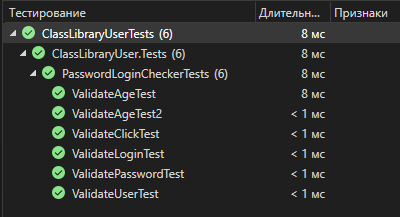 Тестирование Длительн... Признаки
ClassLibraryUserTests (6) 8 мс
ClassLibraryUser.Tests (6) 8 мс
PasswordLoginCheckerTests (6) 8 мс
ValidateAgeTest 8 мс
ValidateAgeTest2 < 1 мс
ValidateClickTest < 1 мс
ValidateLoginTest < 1 мс
ValidatePasswordTest < 1 мс
ValidateUserTest < 1 мс